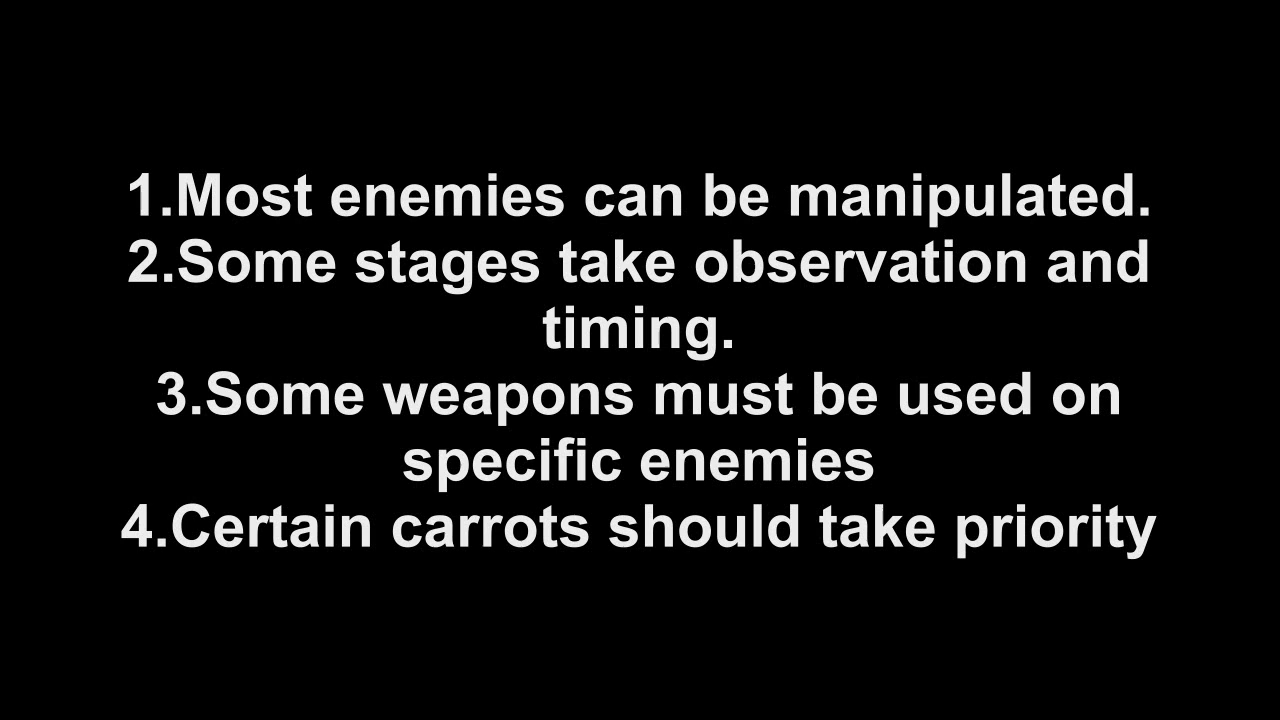 1.Most enemies can be manipulated.
2.Some stages take observation and
timing.
3.Some weapons must be used on
specific enemies
4.Certain carrots should take priority